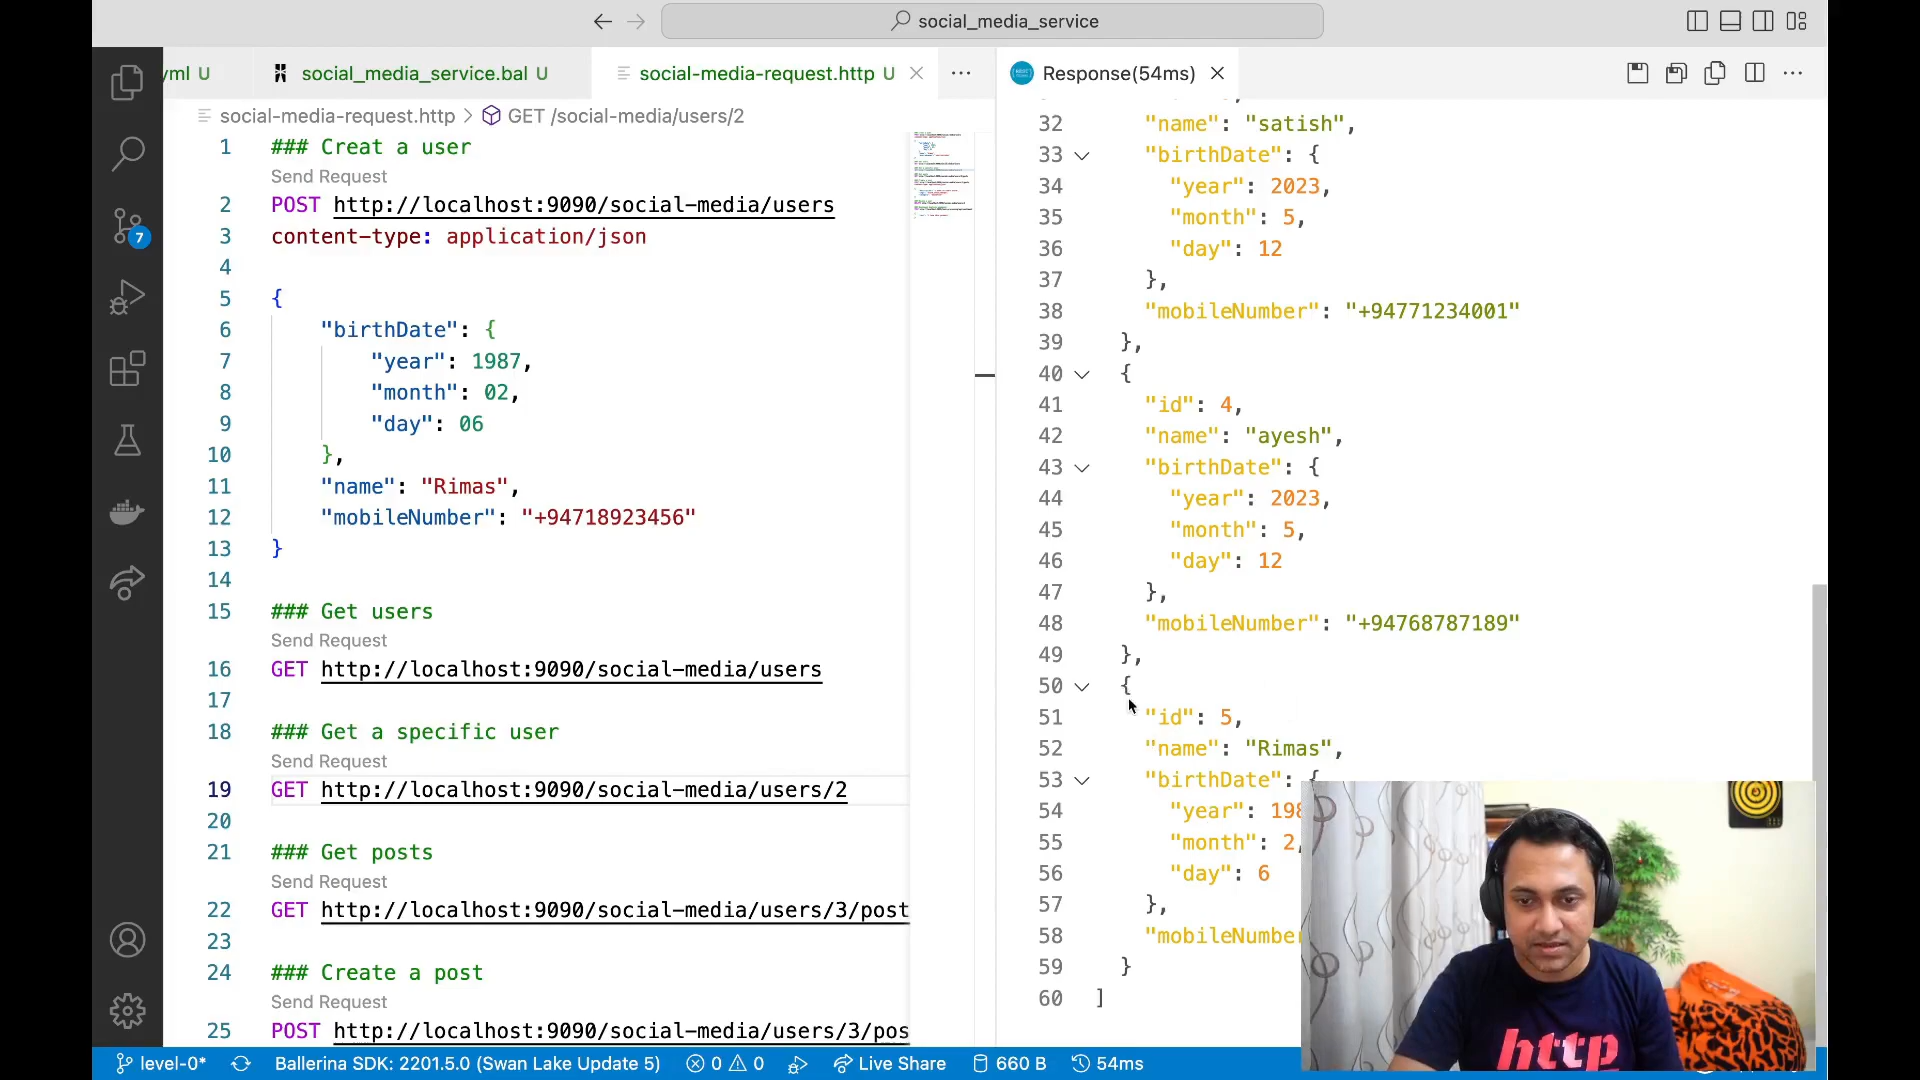 social_media_service
yml U
social_media_service.bal U
social-media-request.http U
Response(54ms)
social-media-request.http > GET /social-media/users/2
1 ### Creat a user
Send Request
2 POST http://localhost:9090/social-media/users
3 content-type: application/json
4
5 {
6 "birthDate": {
7 "year": 1987,
8 "month": 02,
9 "day": 06
10 },
11 "name": "Rimas",
12 "mobileNumber": "+94718923456"
13 }
14
15 ### Get users
Send Request
16 GET http://localhost:9090/social-media/users
17
18 ### Get a specific user
Send Request
19 GET http://localhost:9090/social-media/users/2
20
21 ### Get posts
Send Request
22 GET http://localhost:9090/social-media/users/3/post
23
24 ### Create a post
Send Request
25 POST http://localhost:9090/social-media/users/3/pos
32 "name": "satish",
33 "birthDate": {
34 "year": 2023,
35 "month": 5,
36 "day": 12
37 },
38 "mobileNumber": "+94771234001"
39 },
40 {
41 "id": 4,
42 "name": "ayesh",
43 "birthDate": {
44 "year": 2023,
45 "month": 5,
46 "day": 12
47 },
48 "mobileNumber": "+94768787189"
49 },
50 {
51 "id": 5,
52 "name": "Rimas",
53 "birthDate": {
54 "year": 198
55 "month": 2,
56 "day": 6
57 },
58 "mobileNumber
59 }
60 ]
7
http
level-0*
Ballerina SDK: 2201.5.0 (Swan Lake Update 5)
0 0
Live Share
660 B
54ms